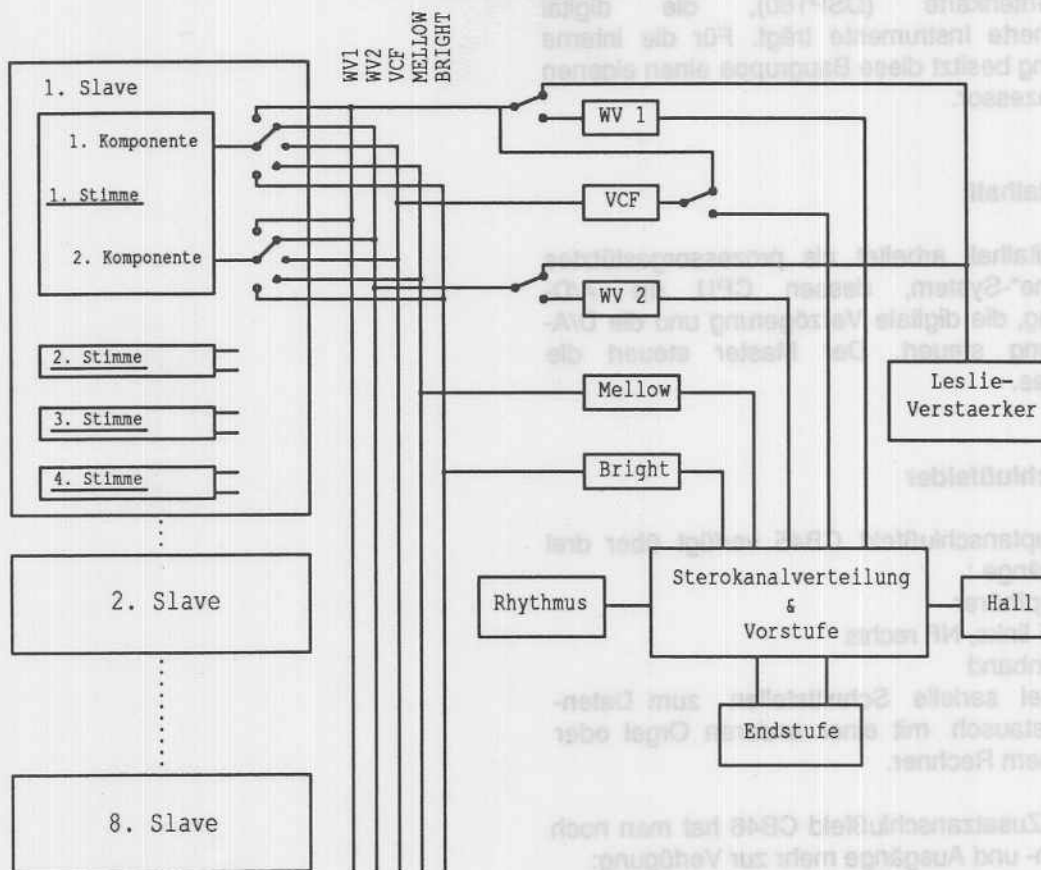 WV1
WV2
VCF
MELLOW
BRIGHT
1. Slave
1. Komponente
1. Stimme
2. Komponente
2. Stimme
3. Stimme
4. Stimme
2. Slave
8. Slave
WV 1
VCF
WV 2
Mellow
Bright
Leslie-
Verstaerker
Rhythmus
Sterokanalverteilung
&
Vorstufe
Hall
Endstufe